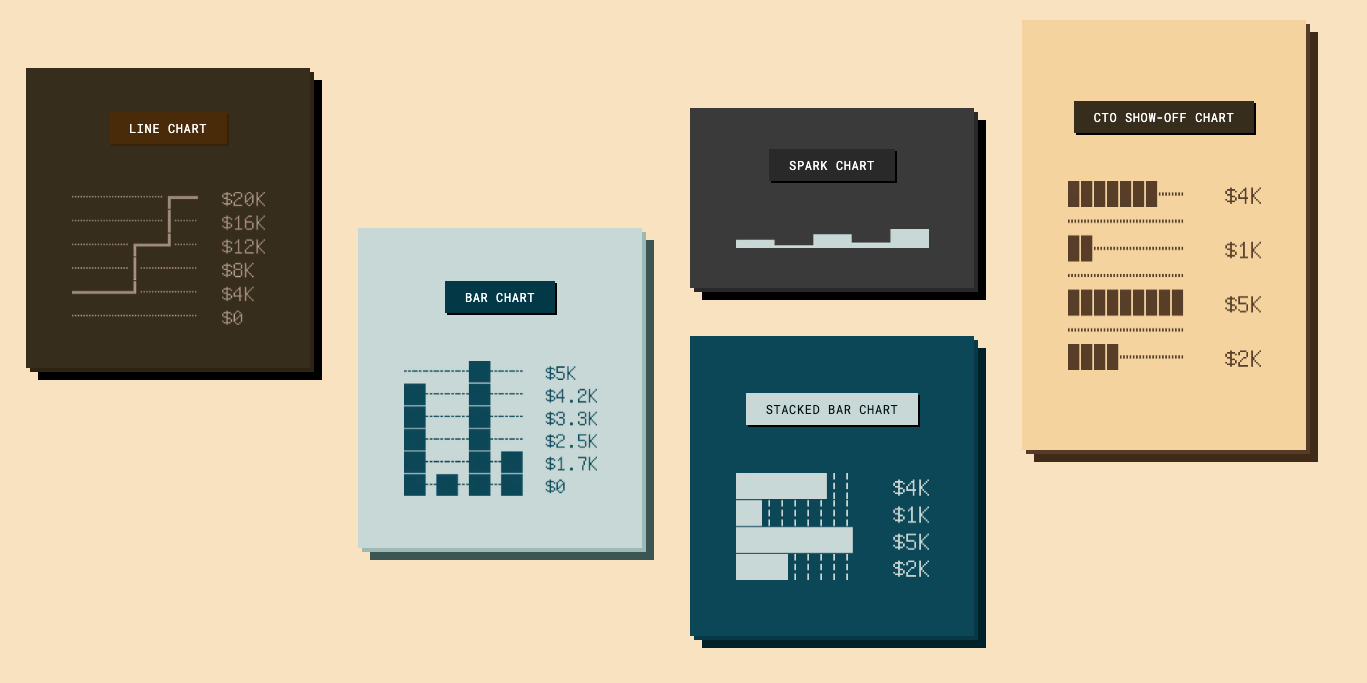 LINE CHART
$20K
$16K
$12K
$8K
$4K
$0
BAR CHART
$5K
$4.2K
$3.3K
$2.5K
$1.7K
$0
SPARK CHART
STACKED BAR CHART
$4K
$1K
$5K
$2K
CTO SHOW-OFF CHART
$4K
$1K
$5K
$2K